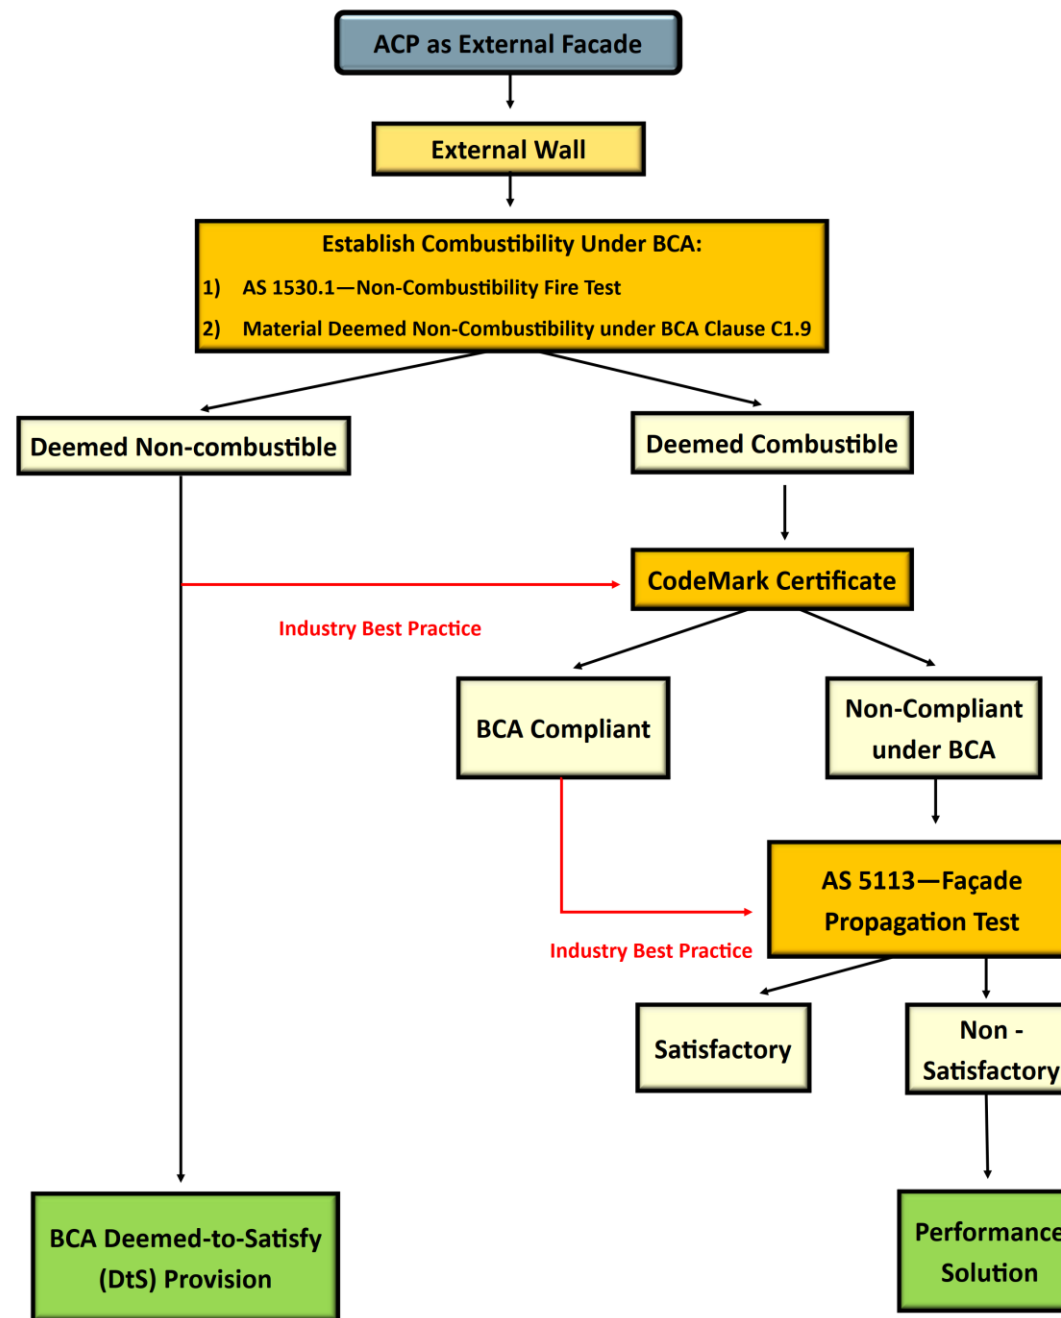 ACP as External Facade
External Wall
Establish Combustibility Under BCA:
1) AS 1530.1—Non-Combustibility Fire Test
2) Material Deemed Non-Combustibility under BCA Clause C1.9
Deemed Non-combustible
Deemed Combustible
CodeMark Certificate
Industry Best Practice
BCA Compliant
Non-Compliant
under BCA
AS 5113—Façade
Propagation Test
Industry Best Practice
Satisfactory
Non -
Satisfactory
BCA Deemed-to-Satisfy
(DtS) Provision
Performance
Solution